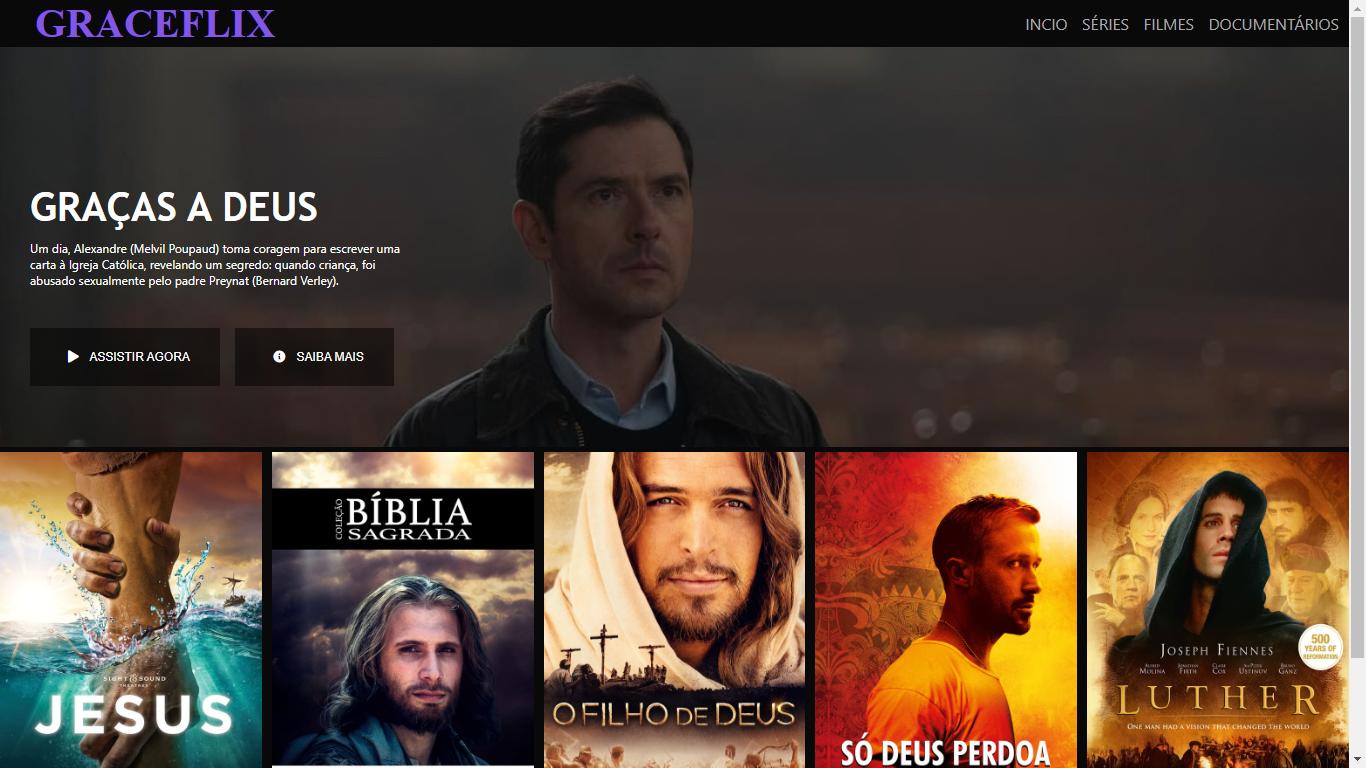 GRACEFLIX
INCIO SÉRIES FILMES DOCUMENTÁRIOS
GRAÇAS A DEUS
Um dia, Alexandre (Melvil Poupaud) toma coragem para escrever uma
carta à Igreja Católica, revelando um segredo: quando criança, foi
abusado sexualmente pelo padre Preynat (Bernard Verley).
ASSISTIR AGORA SAIBA MAIS
SIGHT & SOUND
THEATRES
JESUS
COLEÇÃO
BÍBLIA
SAGRADA
O FILHO DE DEUS
SÓ DEUS PERDOA
500
YEARS OF
REFORMATION
JOSEPH FIENNES
ALFRED MOLINA JONATHAN FIRTH CLAIRE COX SIR PETER USTINOV BRUNO GANZ
LUTHER
ONE MAN HAD A VISION THAT CHANGED THE WORLD